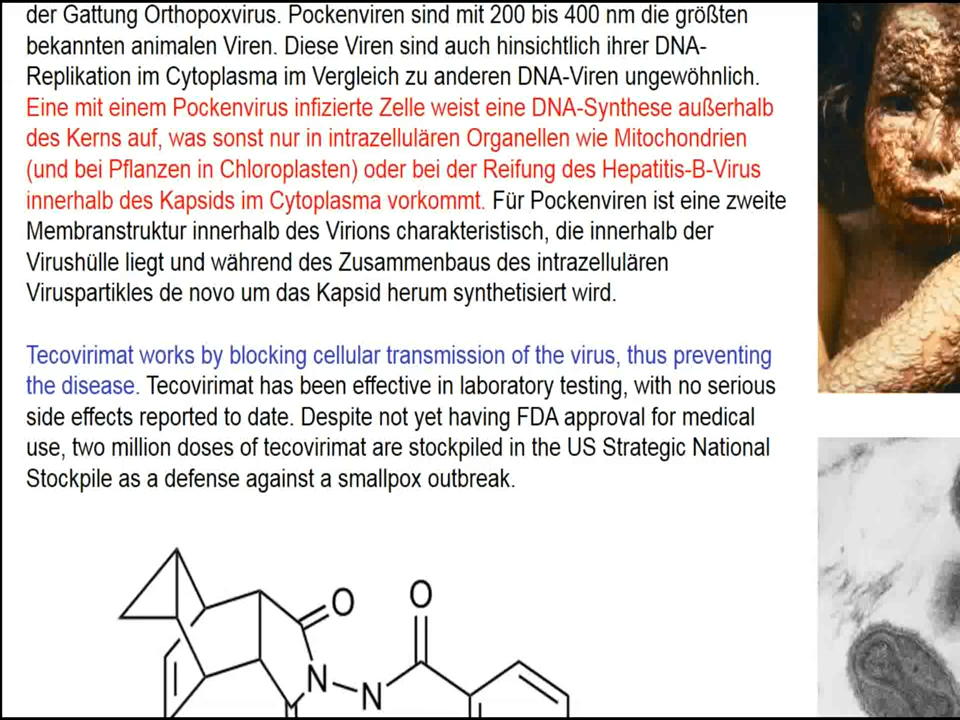 der Gattung Orthopoxvirus. Pockenviren sind mit 200 bis 400 nm die größten
bekannten animalen Viren. Diese Viren sind auch hinsichtlich ihrer DNA-
Replikation im Cytoplasma im Vergleich zu anderen DNA-Viren ungewöhnlich.
Eine mit einem Pockenvirus infizierte Zelle weist eine DNA-Synthese außerhalb
des Kerns auf, was sonst nur in intrazellulären Organellen wie Mitochondrien
(und bei Pflanzen in Chloroplasten) oder bei der Reifung des Hepatitis-B-Virus
innerhalb des Kapsids im Cytoplasma vorkommt. Für Pockenviren ist eine zweite
Membranstruktur innerhalb des Virions charakteristisch, die innerhalb der
Virushülle liegt und während des Zusammenbaus des intrazellulären
Viruspartikles de novo um das Kapsid herum synthetisiert wird.
Tecovirimat works by blocking cellular transmission of the virus, thus preventing
the disease. Tecovirimat has been effective in laboratory testing, with no serious
side effects reported to date. Despite not yet having FDA approval for medical
use, two million doses of tecovirimat are stockpiled in the US Strategic National
Stockpile as a defense against a smallpox outbreak.
O
O
N
N